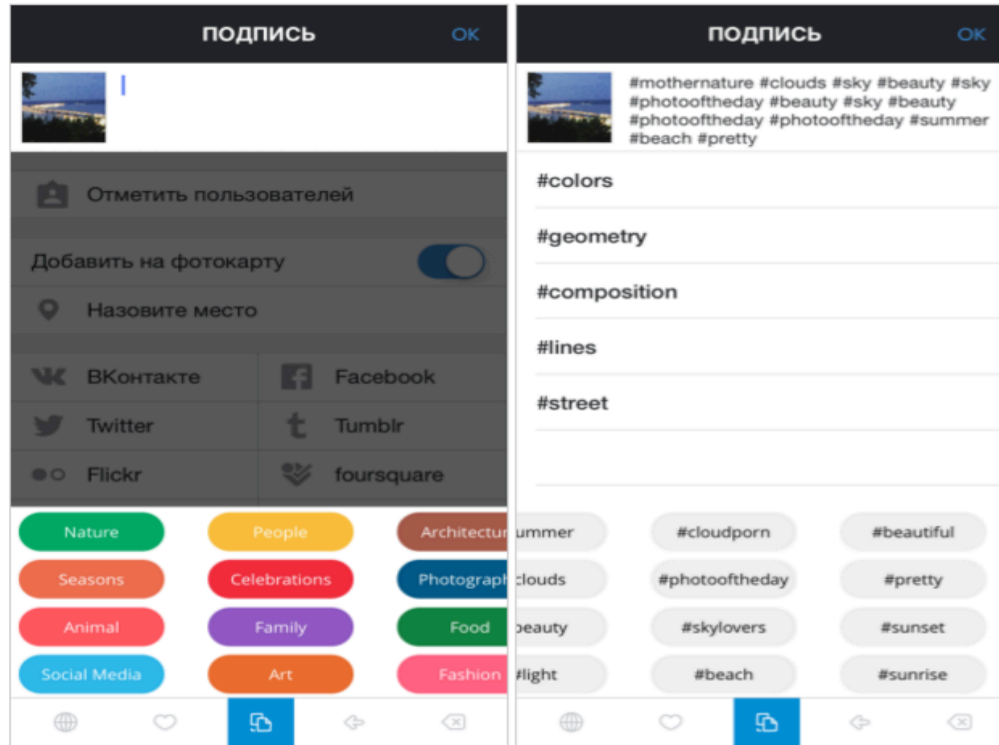 ПОДПИСЬ
OK
Отметить пользователей
Добавить на фотокарту
Назовите место
ВКонтакте
Facebook
Twitter
Tumblr
Flickr
foursquare
Nature
People
Architectur
Seasons
Celebrations
Photograph
Animal
Family
Food
Social Media
Art
Fashion
ПОДПИСЬ
OK
#mothernature #clouds #sky #beauty #sky
#photooftheday #beauty #sky #beauty
#photooftheday #photooftheday #summer
#beach #pretty
#colors
#geometry
#composition
#lines
#street
ummer
#cloudporn
#beautiful
clouds
#photooftheday
#pretty
beauty
#skylovers
#sunset
#light
#beach
#sunrise